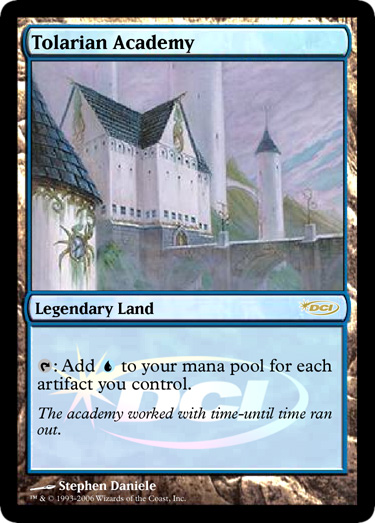 Tolarian Academy
Legendary Land
DCI
: Add to your mana pool for each
artifact you control.
DCI
The academy worked with time-until time ran
out.
Stephen Daniele
™ & © 1993-2006 Wizards of the Coast, Inc.